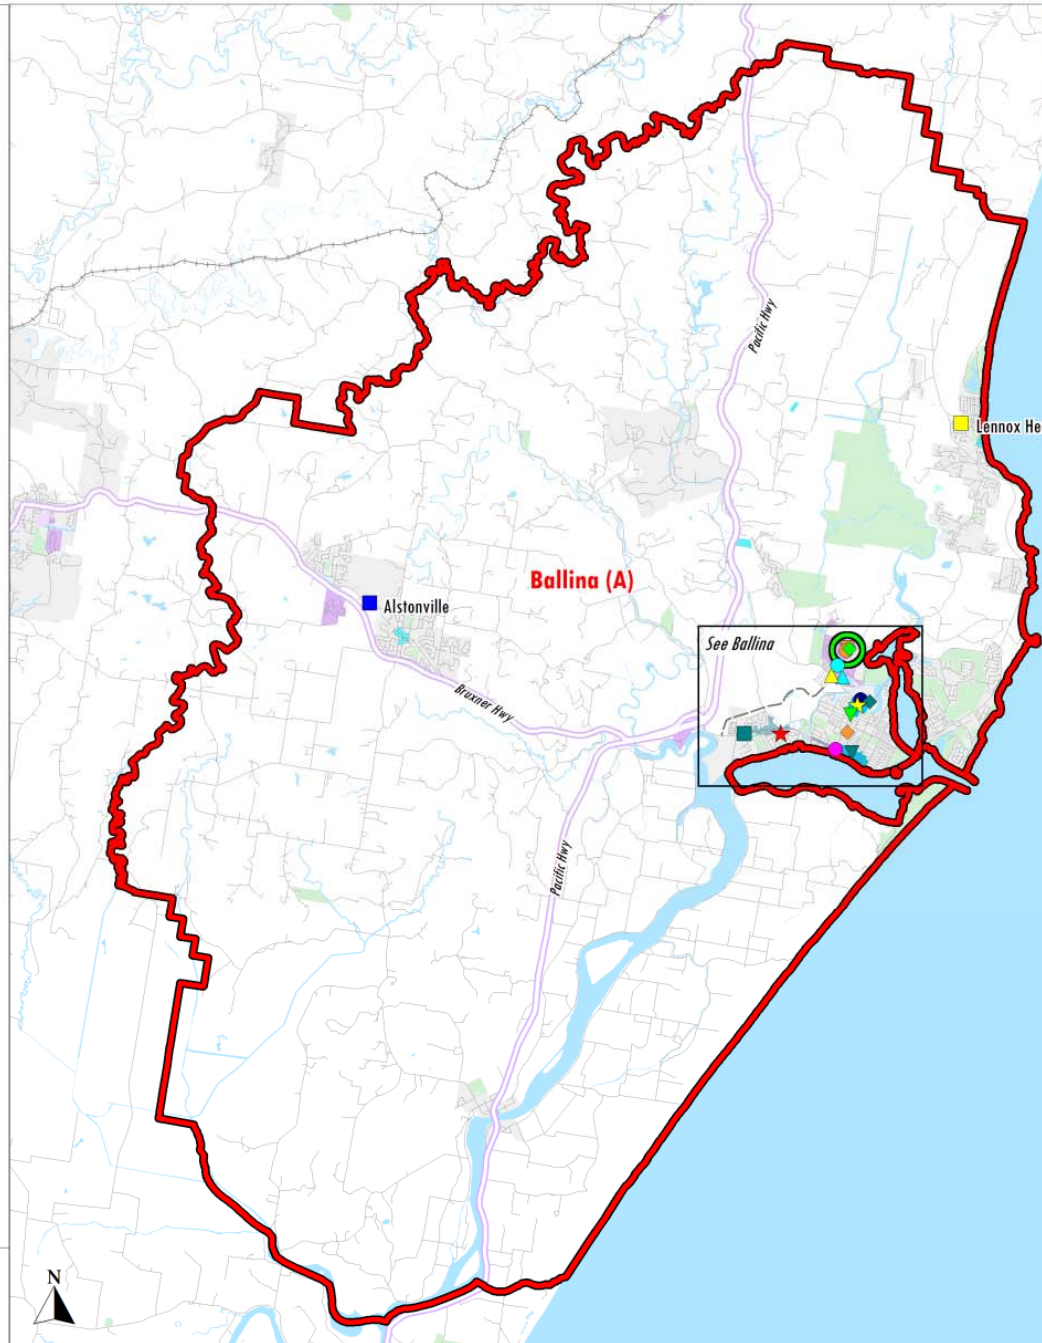 Pacific Hwy
Lennox He
Ballina (A)
Alstonville
See Ballina
Bruxner Hwy
Pacific Hwy
N